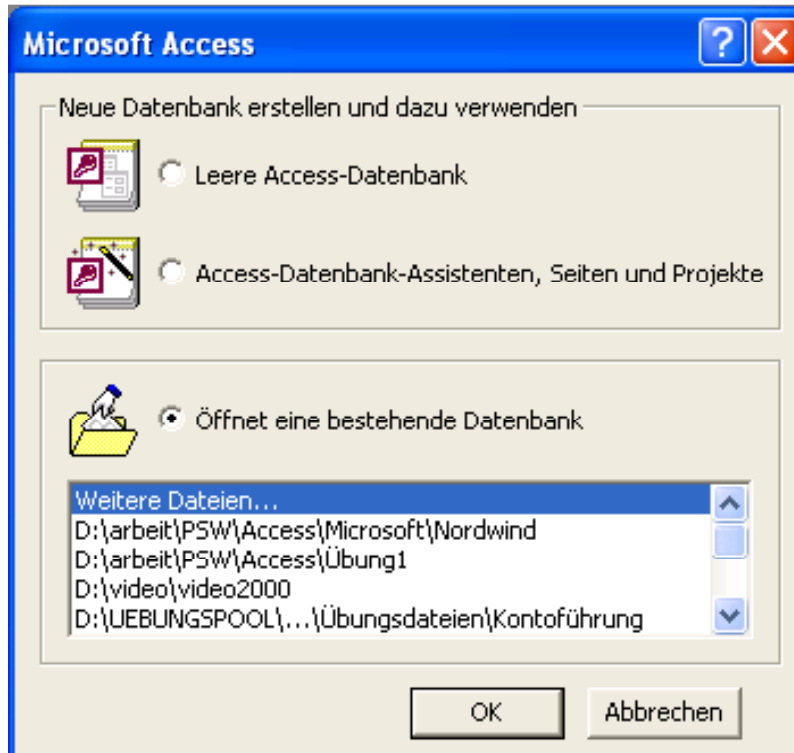 Microsoft Access
Neue Datenbank erstellen und dazu verwenden
Leere Access-Datenbank
Access-Datenbank-Assistenten, Seiten und Projekte
Öffnet eine bestehende Datenbank
Weitere Dateien...
D:\arbeit\PSW\Access\Microsoft\Nordwind
D:\arbeit\PSW\Access\Übung1
D:\video\video2000
D:\UEBUNGSPOOL\...\Übungsdateien\Kontoführung
OK
Abbrechen